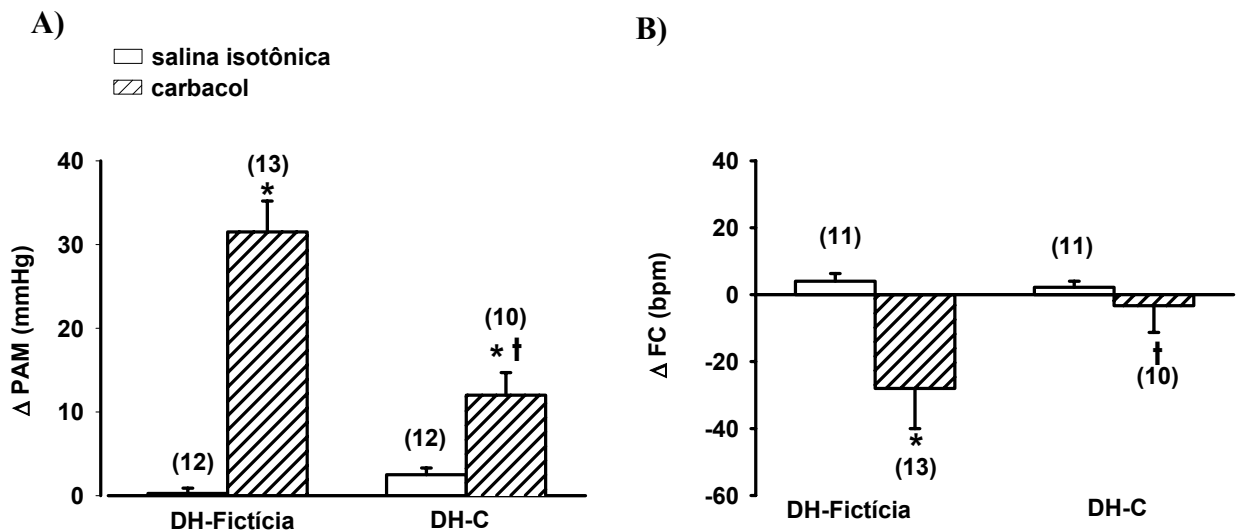 A)
salina isotônica
carbacol
Δ PAM (mmHg)
40
30
20
10
0
(12)
(13)
*
(12)
(10)
* †
DH-Fictícia
DH-C
B)
Δ FC (bpm)
40
20
0
-20
-40
-60
(11)
*
(13)
(11)
†
(10)
DH-Fictícia
DH-C